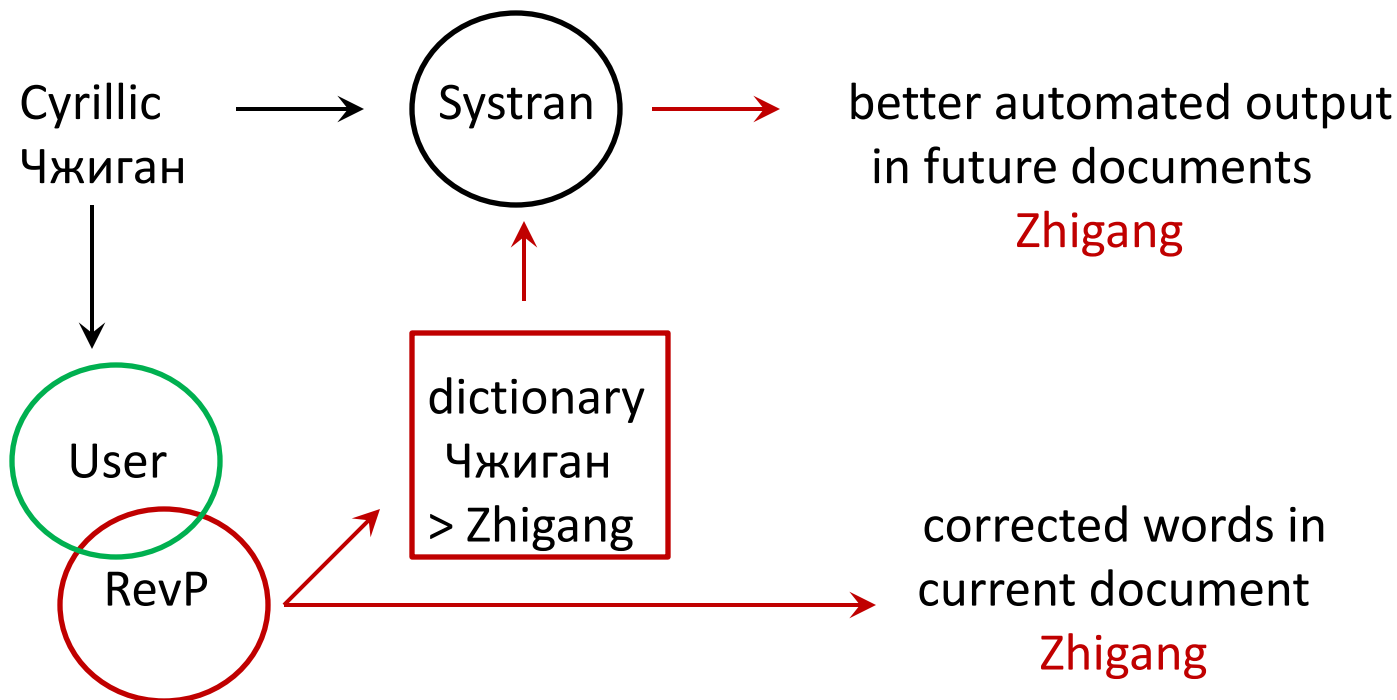 Cyrillic
Чжиган
Systran
better automated output
in future documents
Zhigang
User
RevP
dictionary
Чжиган
> Zhigang
corrected words in
current document
Zhigang